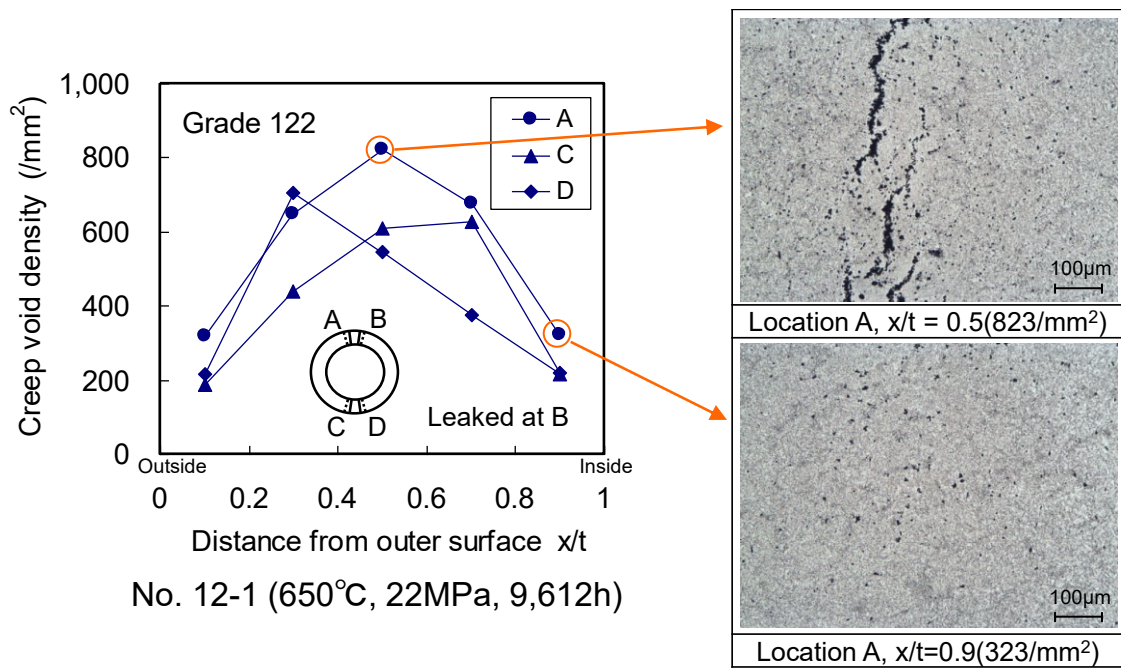 1,000
800
600
400
200
0
Creep void density (/mm²)
Grade 122
A
C
D
A B
C D
Leaked at B
Outside
Inside
0 0.2 0.4 0.6 0.8 1
Distance from outer surface x/t
No. 12-1 (650℃, 22MPa, 9,612h)
100μm
Location A, x/t = 0.5(823/mm²)
100μm
Location A, x/t=0.9(323/mm²)